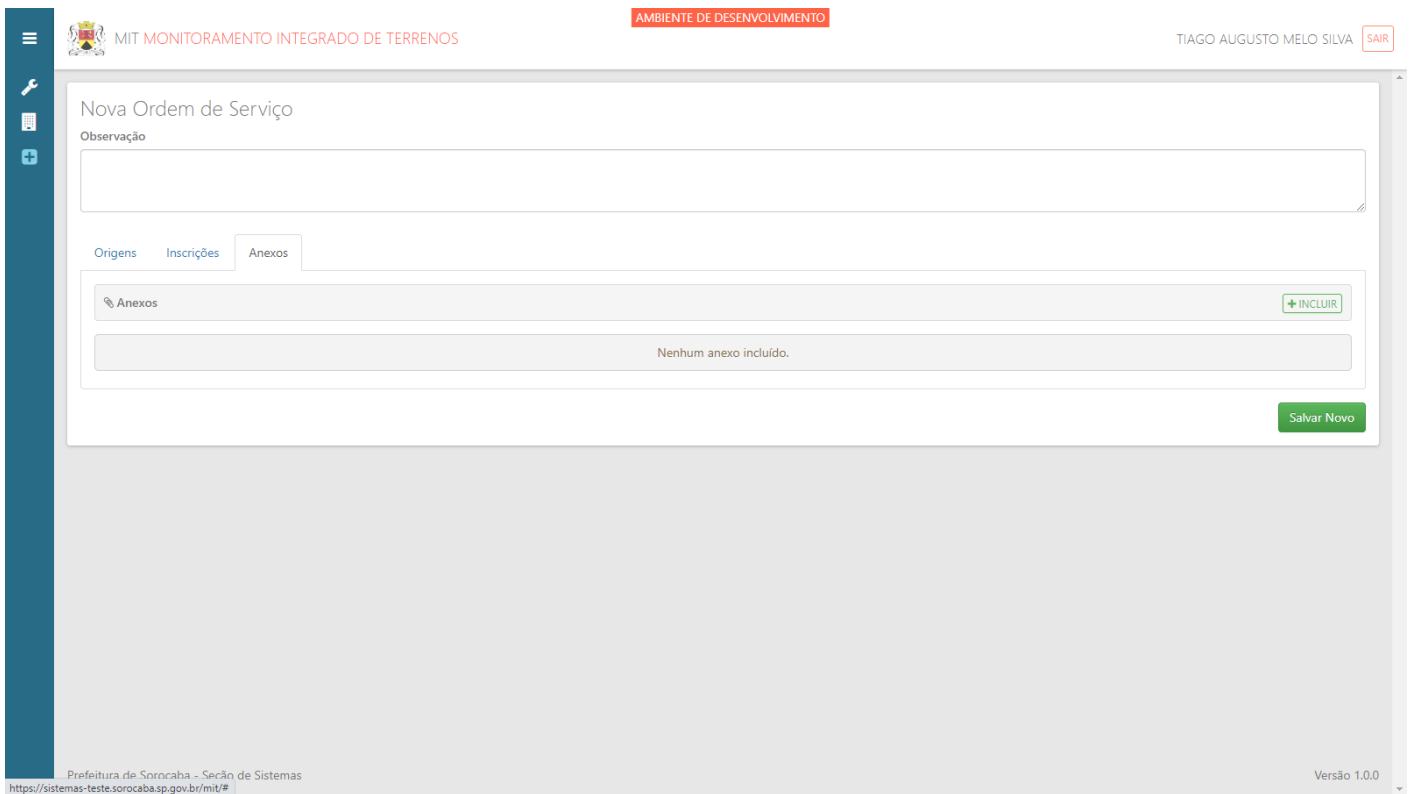 AMBIENTE DE DESENVOLVIMENTO
MIT MONITORAMENTO INTEGRADO DE TERRENOS
TIAGO AUGUSTO MELO SILVA SAIR
Nova Ordem de Serviço
Observação
Origens Inscrições Anexos
Anexos
INCLUIR
Nenhum anexo incluído.
Salvar Novo
Prefeitura de Sorocaba - Seção de Sistemas
Versão 1.0.0
https://sistemas-teste.sorocaba.sp.gov.br/mit/#